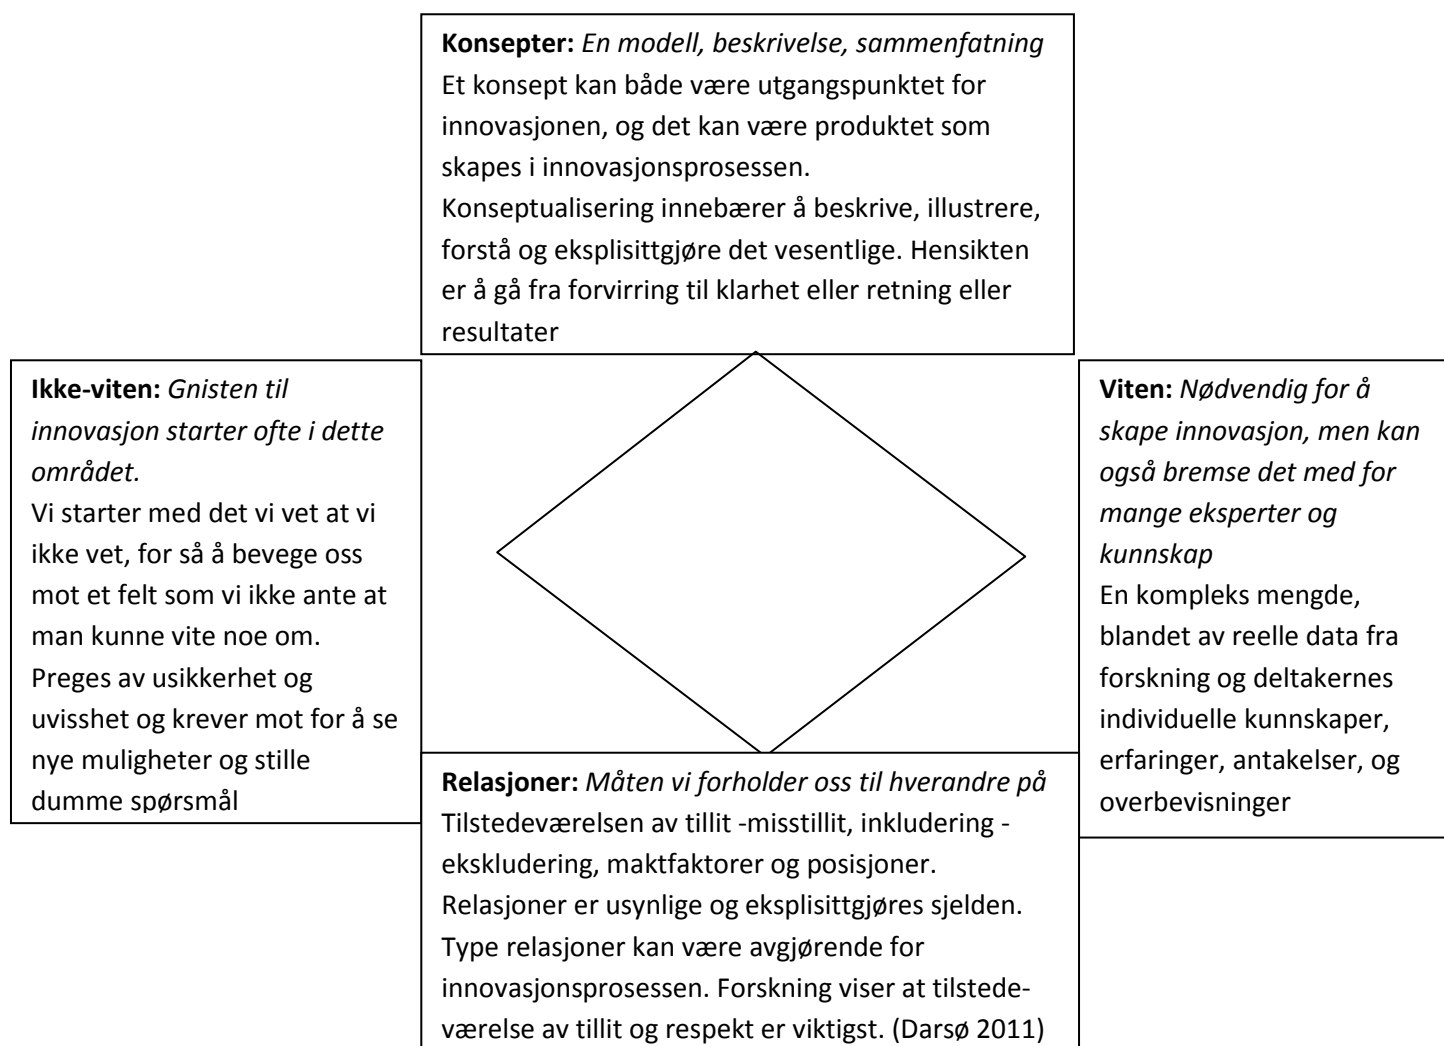 Konsepter: En modell, beskrivelse, sammenfatning
Et konsept kan både være utgangspunktet for
innovasjonen, og det kan være produktet som
skapes i innovasjonsprosessen.
Konseptualisering innebærer å beskrive, illustrere,
forstå og eksplisittgjøre det vesentlige. Hensikten
er å gå fra forvirring til klarhet eller retning eller
resultater
Ikke-viten: Gnisten til
innovasjon starter ofte i dette
området.
Vi starter med det vi vet at vi
ikke vet, for så å bevege oss
mot et felt som vi ikke ante at
man kunne vite noe om.
Preges av usikkerhet og
uvisshet og krever mot for å se
nye muligheter og stille
dumme spørsmål
Viten: Nødvendig for å
skape innovasjon, men kan
også bremse det med for
mange eksperter og
kunnskap
En kompleks mengde,
blandet av reelle data fra
forskning og deltakernes
individuelle kunnskaper,
erfaringer, antakelser, og
overbevisninger
Relasjoner: Måten vi forholder oss til hverandre på
Tilstedeværelsen av tillit -misstillit, inkludering -
ekskludering, maktfaktorer og posisjoner.
Relasjoner er usynlige og eksplisittgjøres sjelden.
Type relasjoner kan være avgjørende for
innovasjonsprosessen. Forskning viser at tilstede-
værelse av tillit og respekt er viktigst. (Darsø 2011)